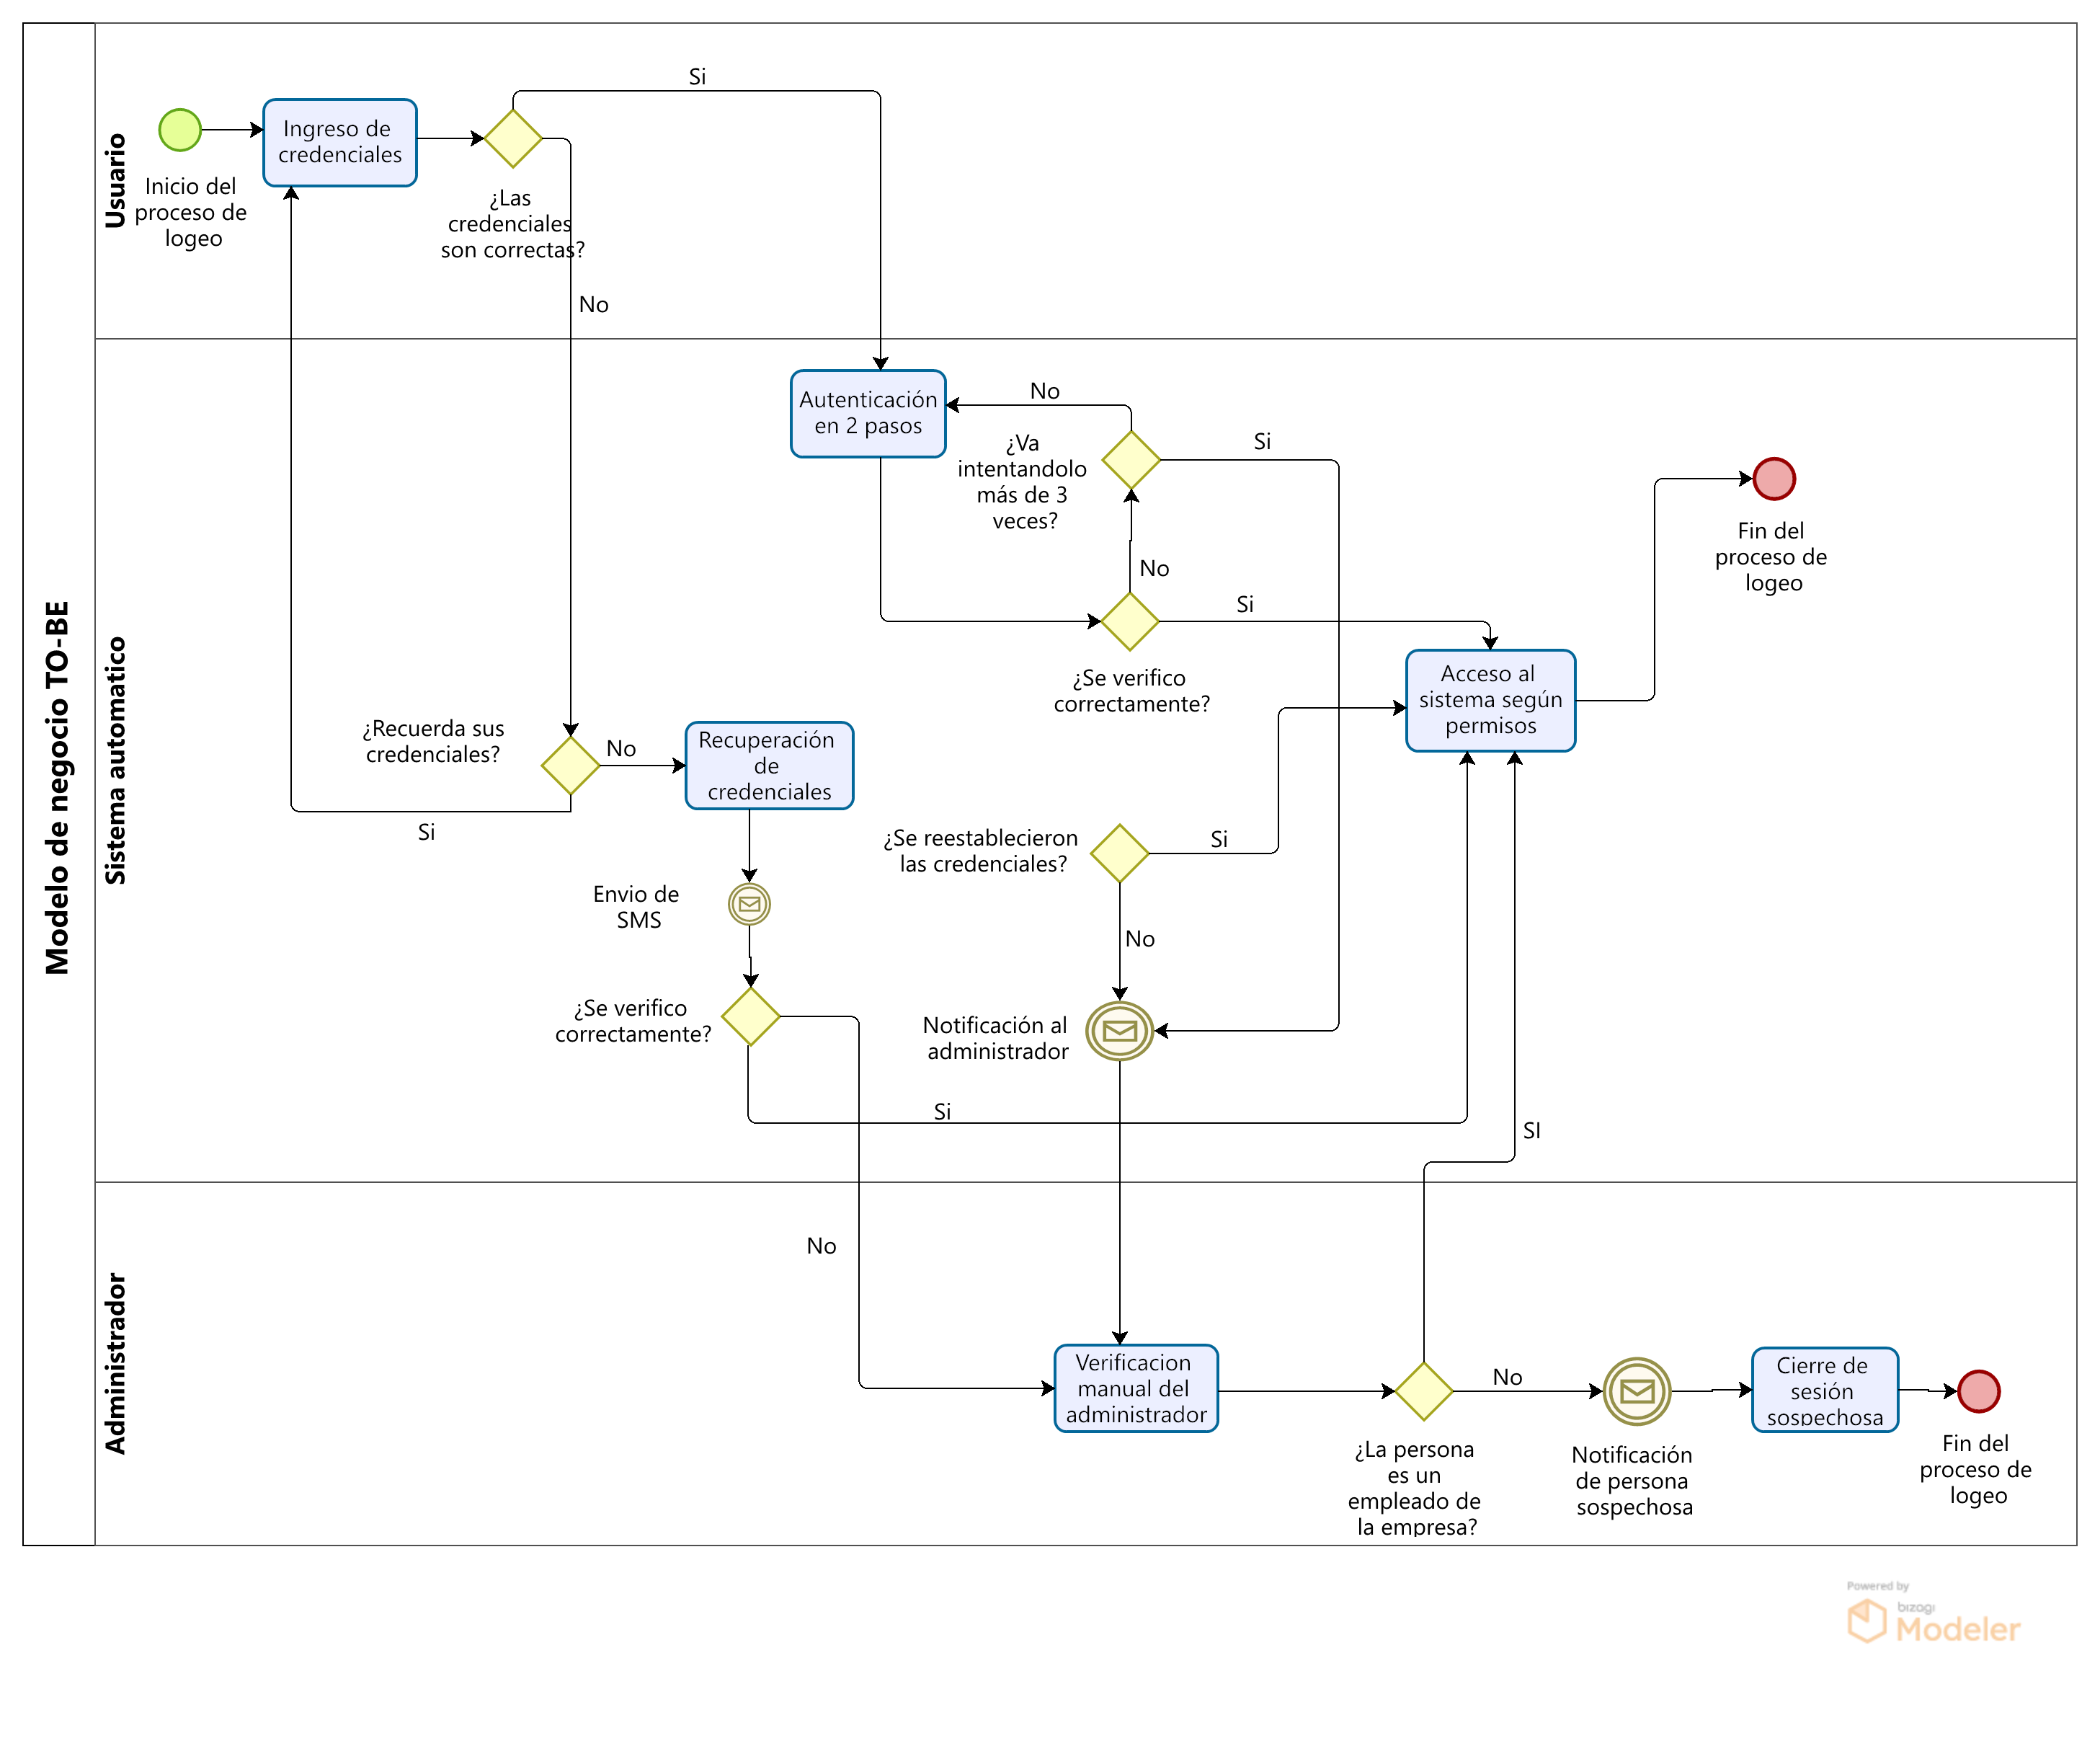 Modelo de negocio TO-BE
Usuario
Inicio del
proceso de
logeo
Ingreso de
credenciales
¿Las
credenciales
son correctas?
Si
No
Sistema automatico
Autenticación
en 2 pasos
No
¿Va
intentandolo
más de 3
veces?
Si
No
Si
¿Se verifico
correctamente?
Fin del
proceso de
logeo
Acceso al
sistema según
permisos
¿Recuerda sus
credenciales?
No
Si
Recuperación
de
credenciales
¿Se reestablecieron
las credenciales?
Si
No
Envio de
SMS
¿Se verifico
correctamente?
Notificación al
administrador
Si
SI
Administrador
No
Verificacion
manual del
administrador
¿La persona
es un
empleado de
la empresa?
No
Notificación
de persona
sospechosa
Cierre de
sesión
sospechosa
Fin del
proceso de
logeo
Powered by
bizagi
Modeler